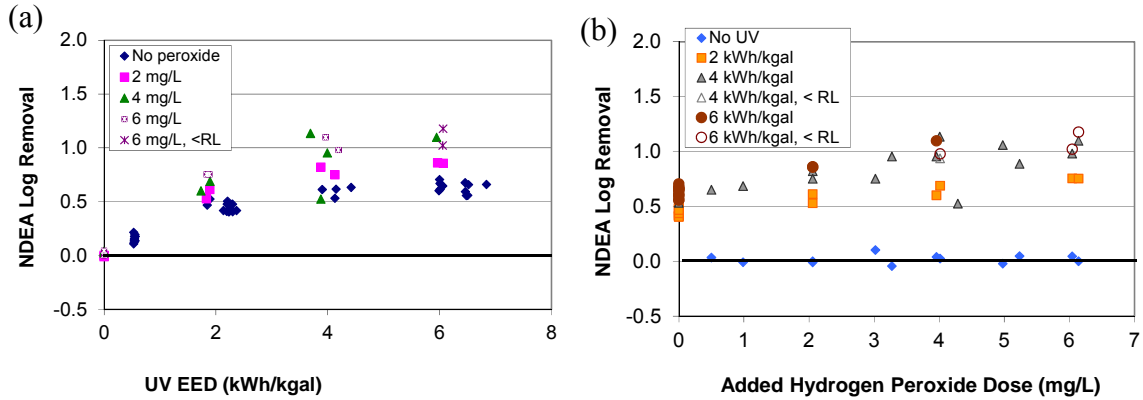 (a)
NDEA Log Removal
2.0
1.5
1.0
0.5
0.0
-0.5
No peroxide
2 mg/L
4 mg/L
6 mg/L
6 mg/L, <RL
0 2 4 6 8
UV EED (kWh/kgal)
(b)
NDEA Log Removal
2.0
1.5
1.0
0.5
0.0
-0.5
No UV
2 kWh/kgal
4 kWh/kgal
4 kWh/kgal, < RL
6 kWh/kgal
6 kWh/kgal, < RL
0 1 2 3 4 5 6 7
Added Hydrogen Peroxide Dose (mg/L)